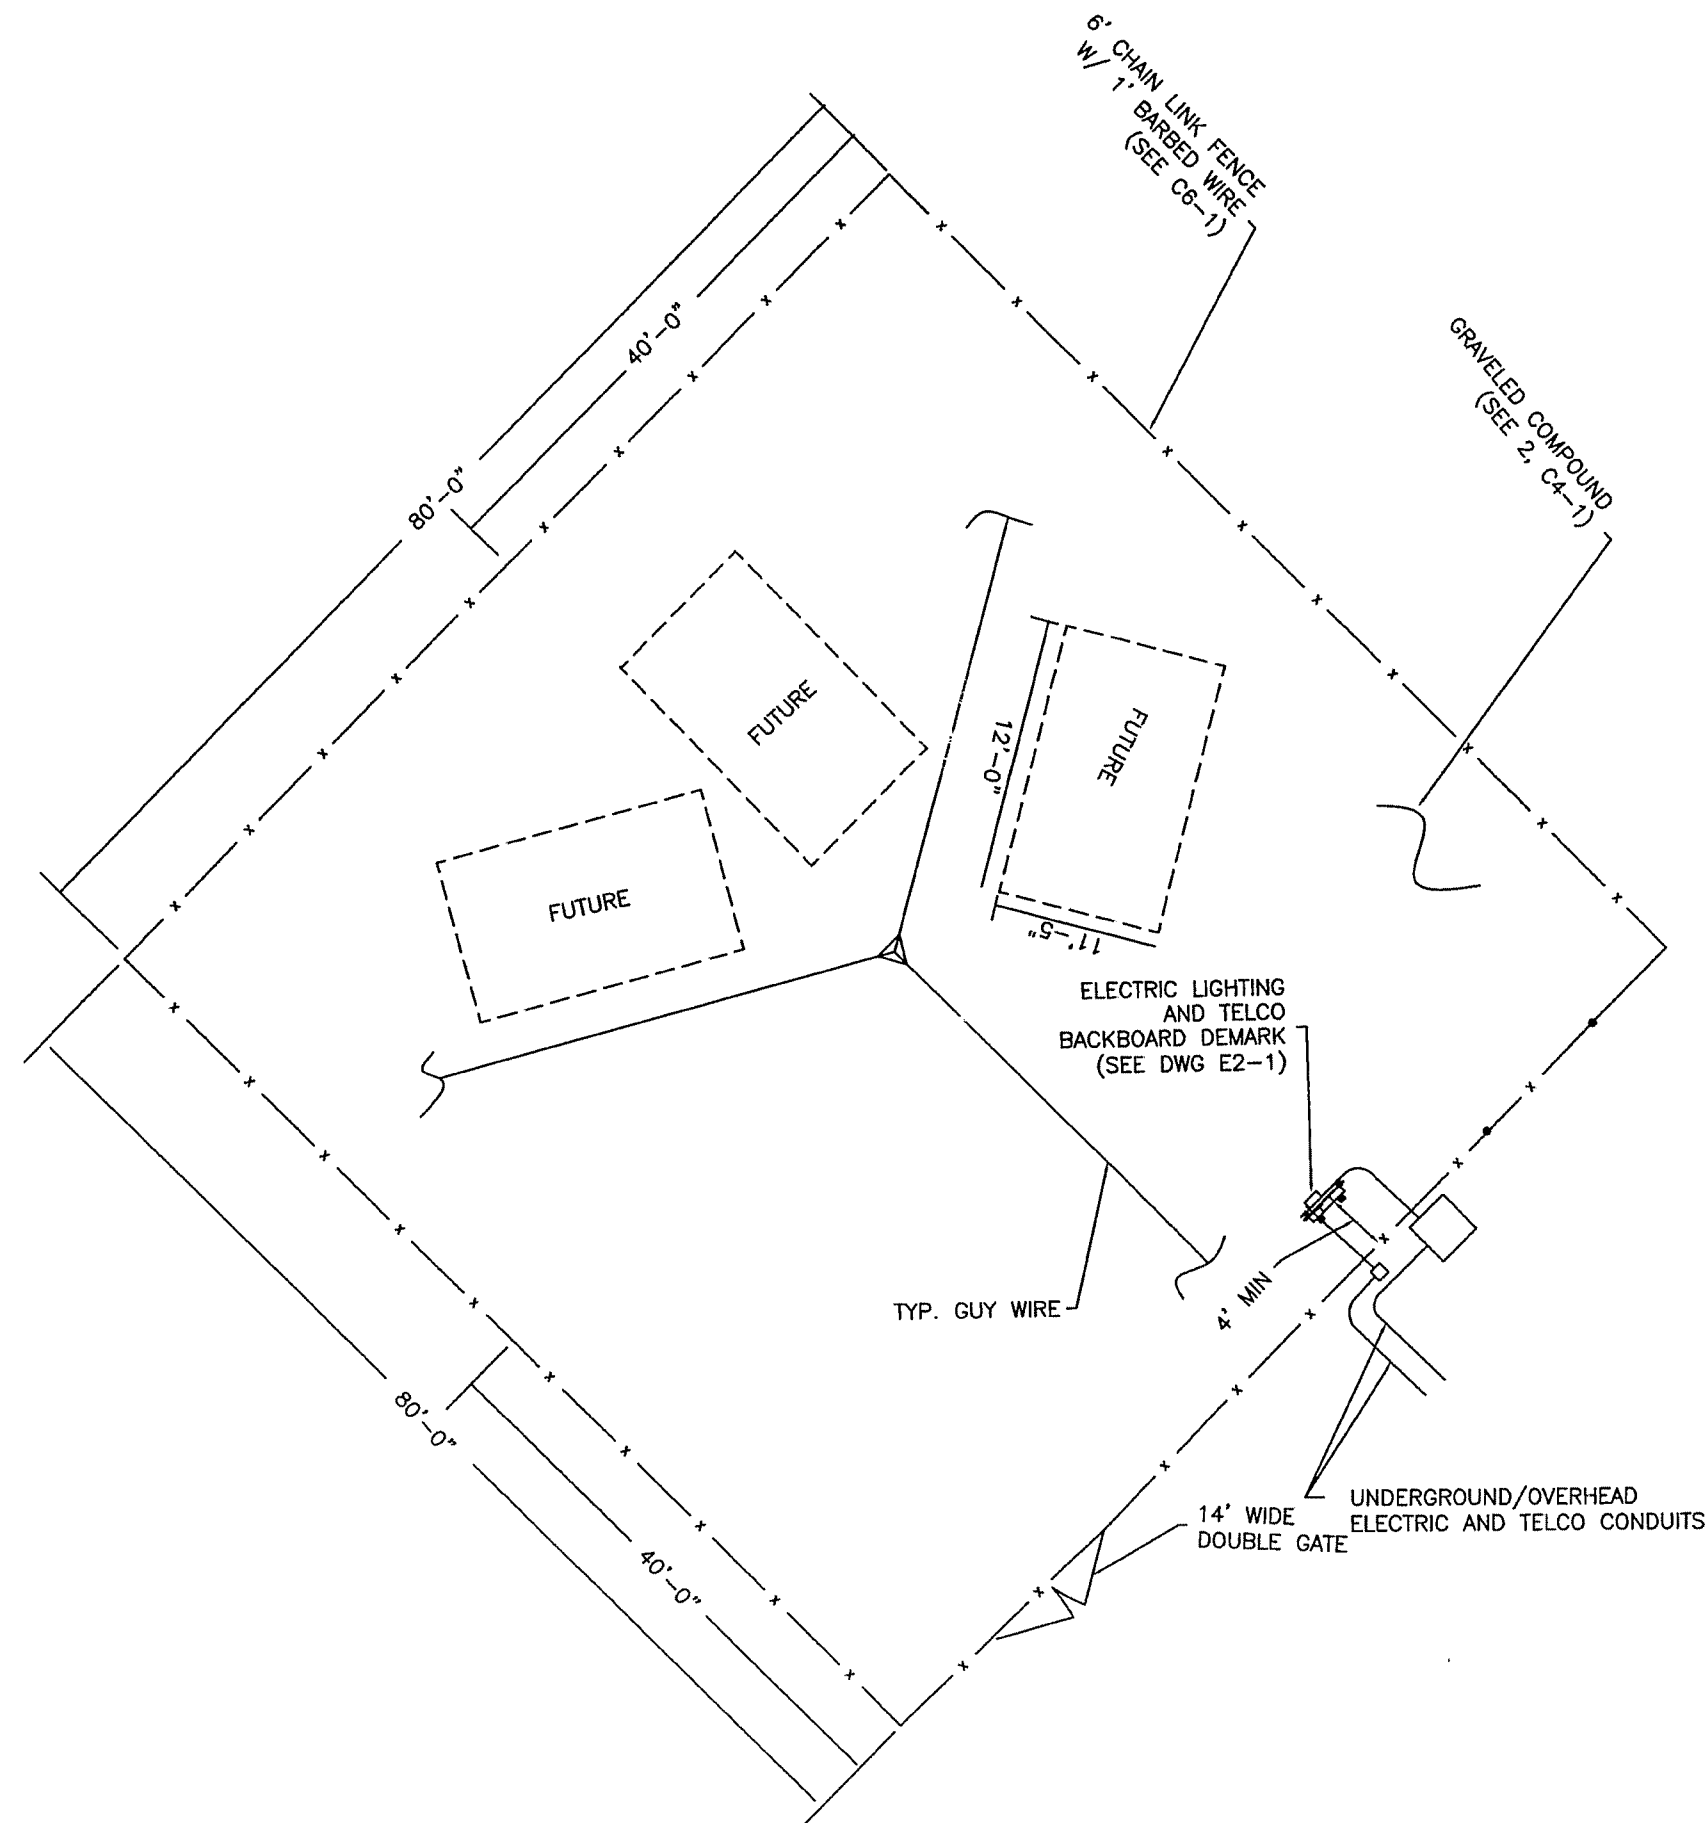 6' CHAIN LINK FENCE
W/ 1' BARBED WIRE
(SEE C6-1)
GRAVELED COMPOUND
(SEE 2, C4-1)
40'-0"
80'-0"
FUTURE
FUTURE
12'-0"
FUTURE
11'-5"
ELECTRIC LIGHTING
AND TELCO
BACKBOARD DEMARK
(SEE DWG E2-1)
4' MIN
TYP. GUY WIRE
80'-0"
40'-0"
14' WIDE
DOUBLE GATE
UNDERGROUND/OVERHEAD
ELECTRIC AND TELCO CONDUITS